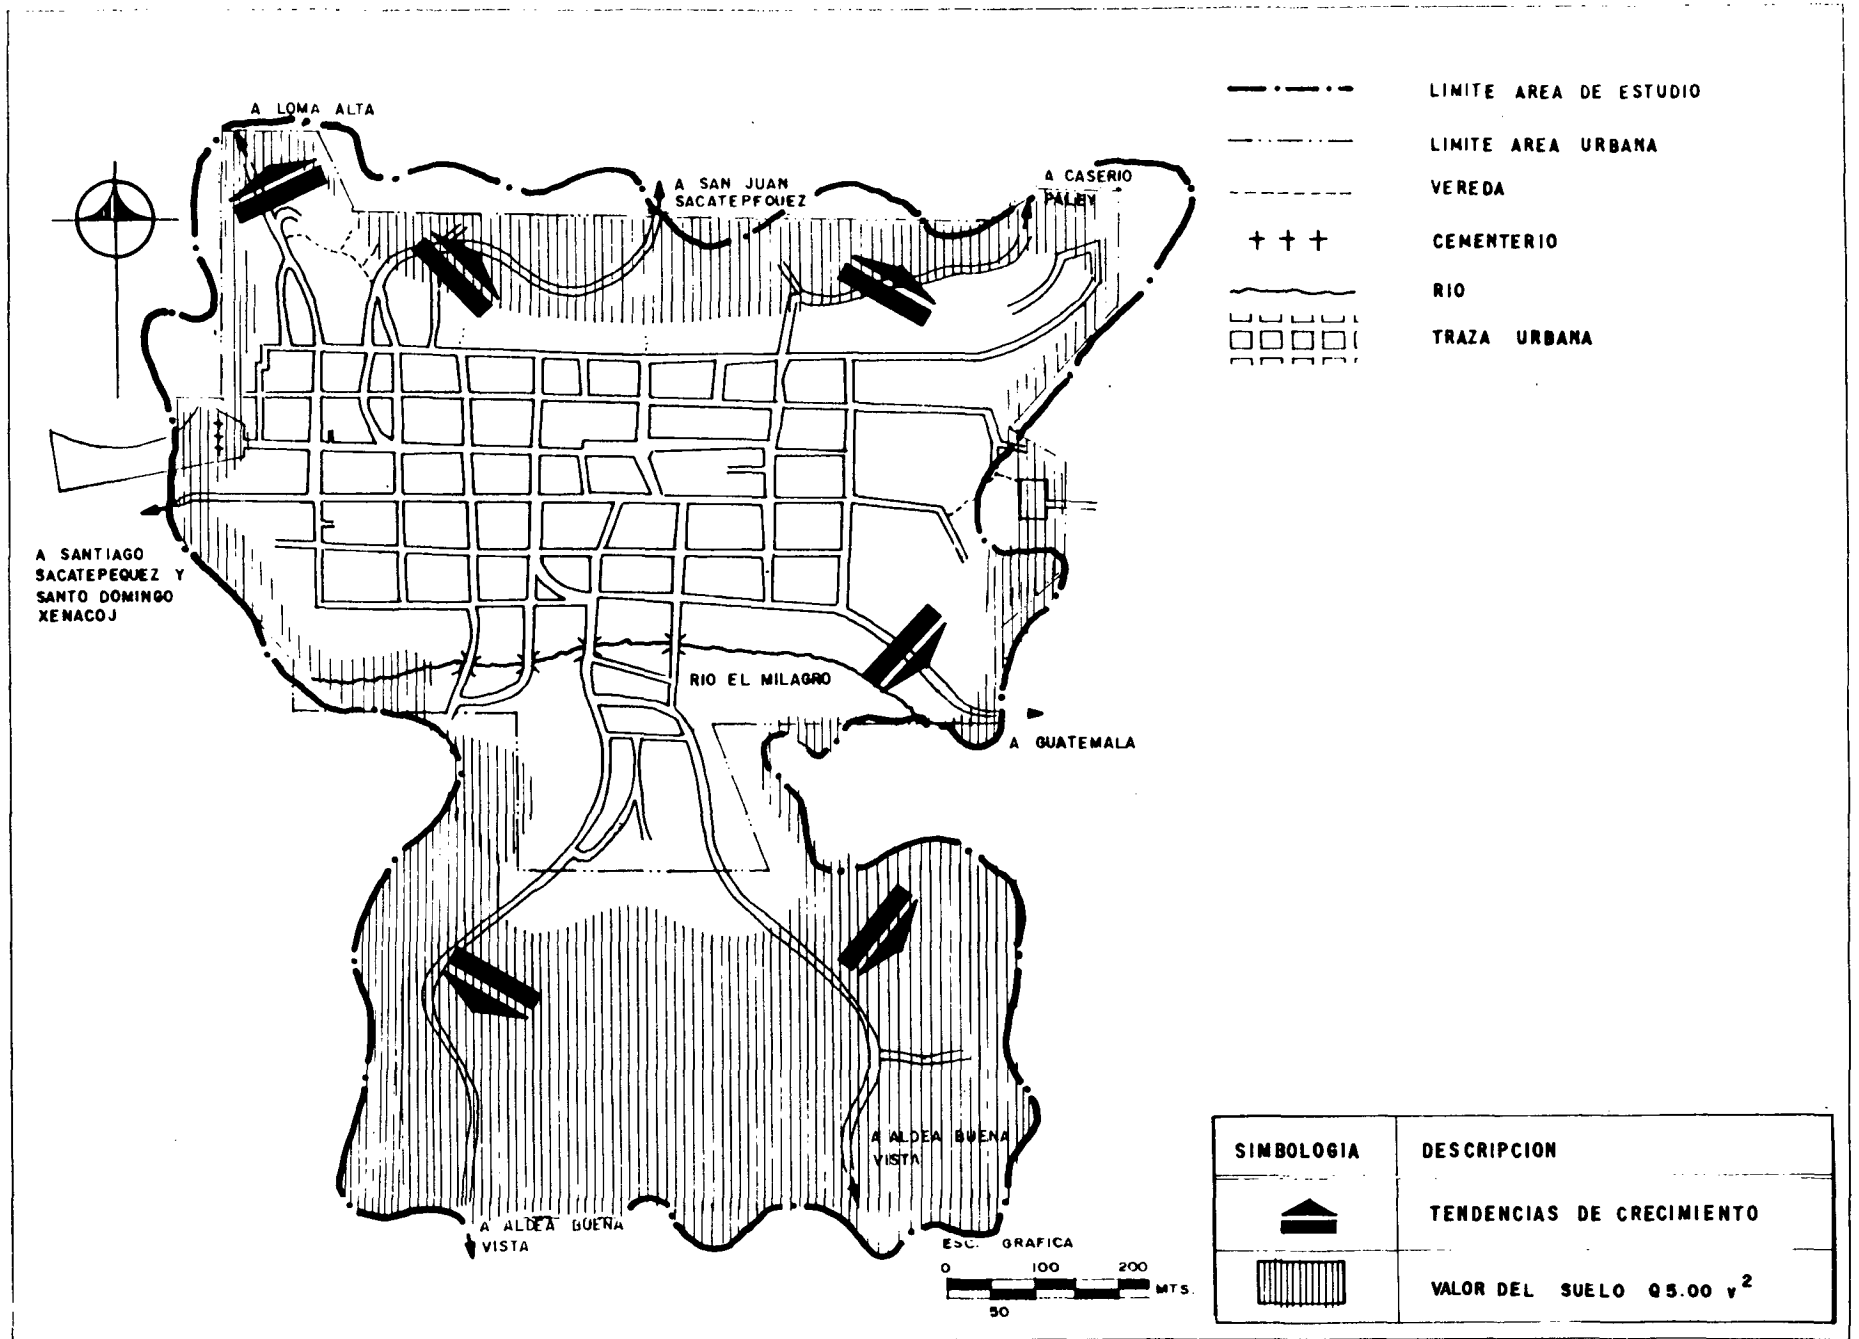 A LOMA ALTA
A SAN JUAN
SACATEPEQUEZ
A CASERIO
PALEY
LIMITE AREA DE ESTUDIO
LIMITE AREA URBANA
VEREDA
CEMENTERIO
RIO
TRAZA URBANA
A SANTIAGO
SACATEPEQUEZ Y
SANTO DOMINGO
XENACOJ
RIO EL MILAGRO
A GUATEMALA
A ALDEA BUENA
VISTA
A ALDEA BUENA
VISTA
ESC. GRAFICA
0 100 200
MTS.
50
SIMBOLOGIA DESCRIPCION
TENDENCIAS DE CRECIMIENTO
VALOR DEL SUELO Q5.00 v²